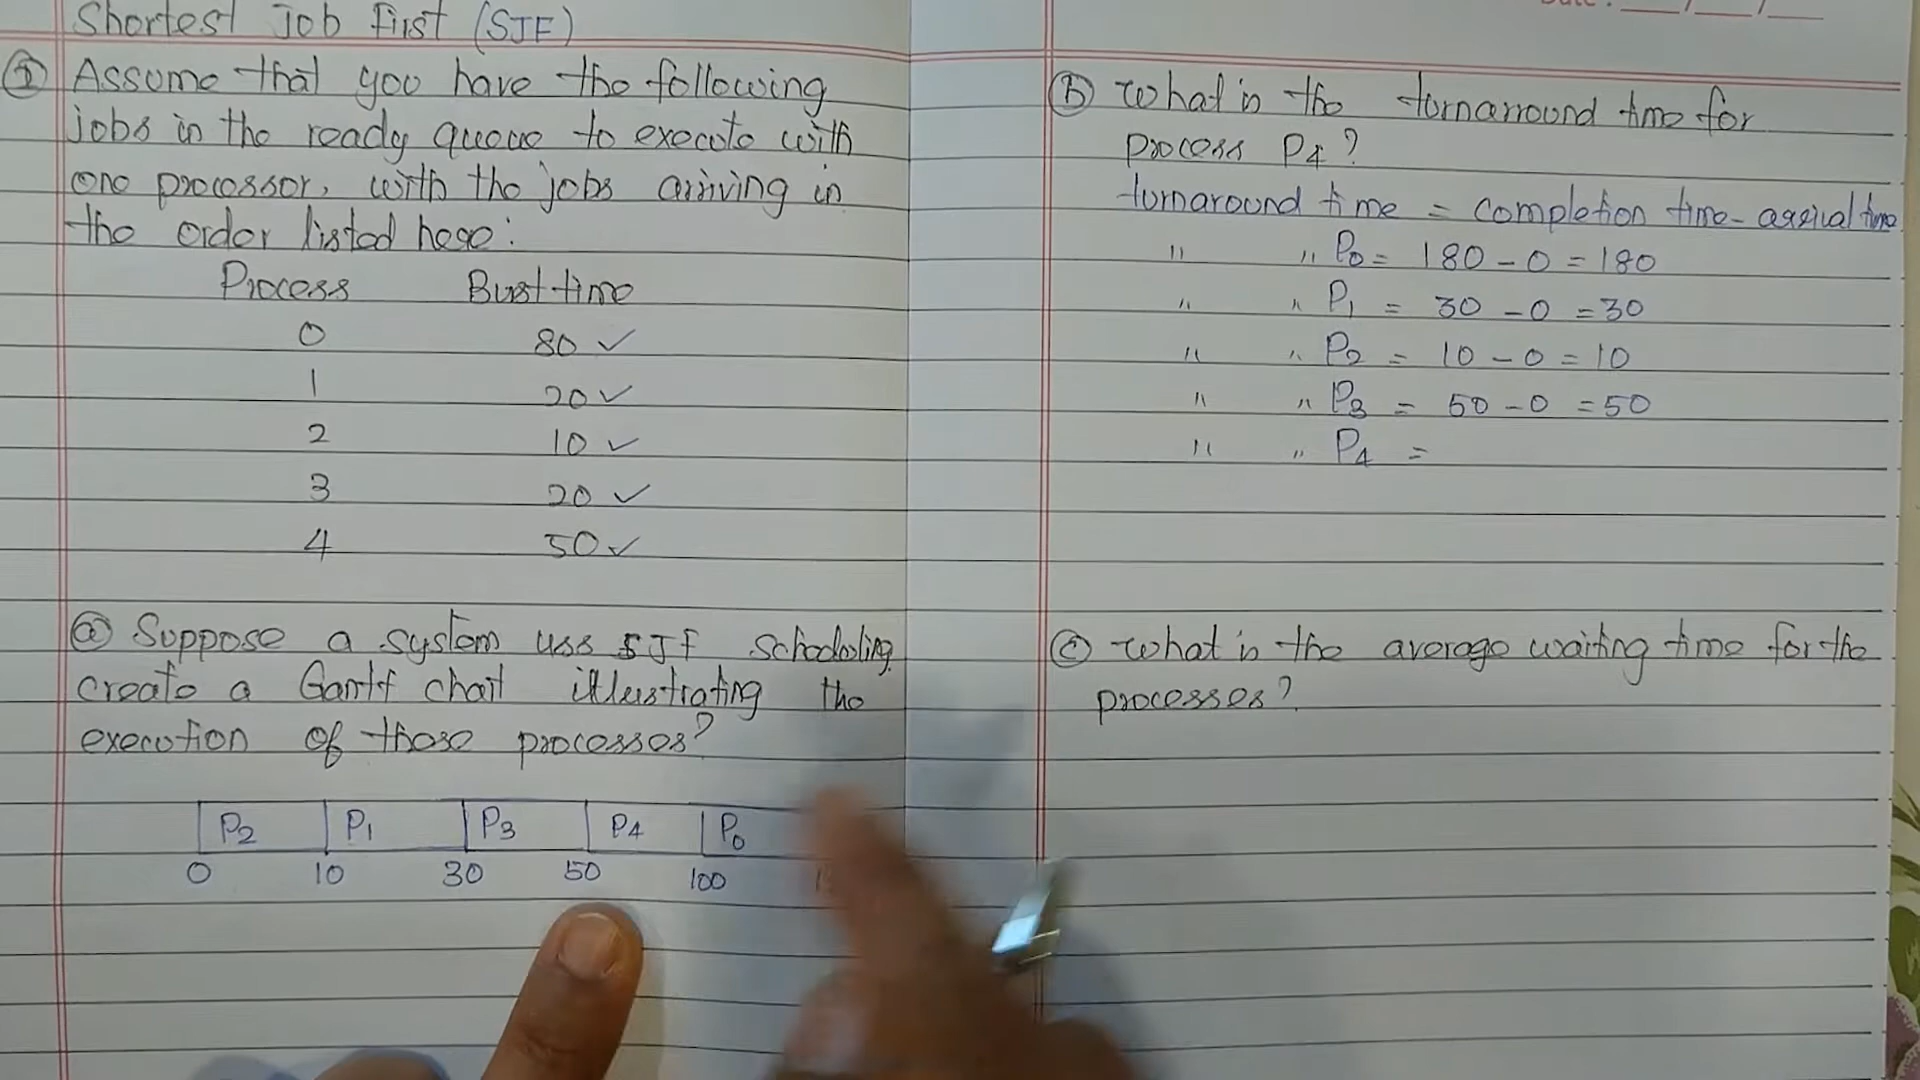 Shortest Job First (SJF)
① Assume that you have the following
jobs in the ready queue to execute with
one processor, with the jobs arriving in
the order listed here:
Process Burst time
0 80 ✓
1 20 ✓
2 10 ✓
3 20 ✓
4 50 ✓
ⓐ Suppose a system uses SJF scheduling
create a Gantt chart illustrating the
execution of those processes?
P2 P1 P3 P4 P0
0 10 30 50 100
ⓑ What is the turnarround time for
process P4?
turnaround time = completion time - arrival time
" " P0 = 180 - 0 = 180
" " P1 = 30 - 0 = 30
" " P2 = 10 - 0 = 10
" " P3 = 50 - 0 = 50
" " P4 =
ⓒ What is the average waiting time for the
processes?